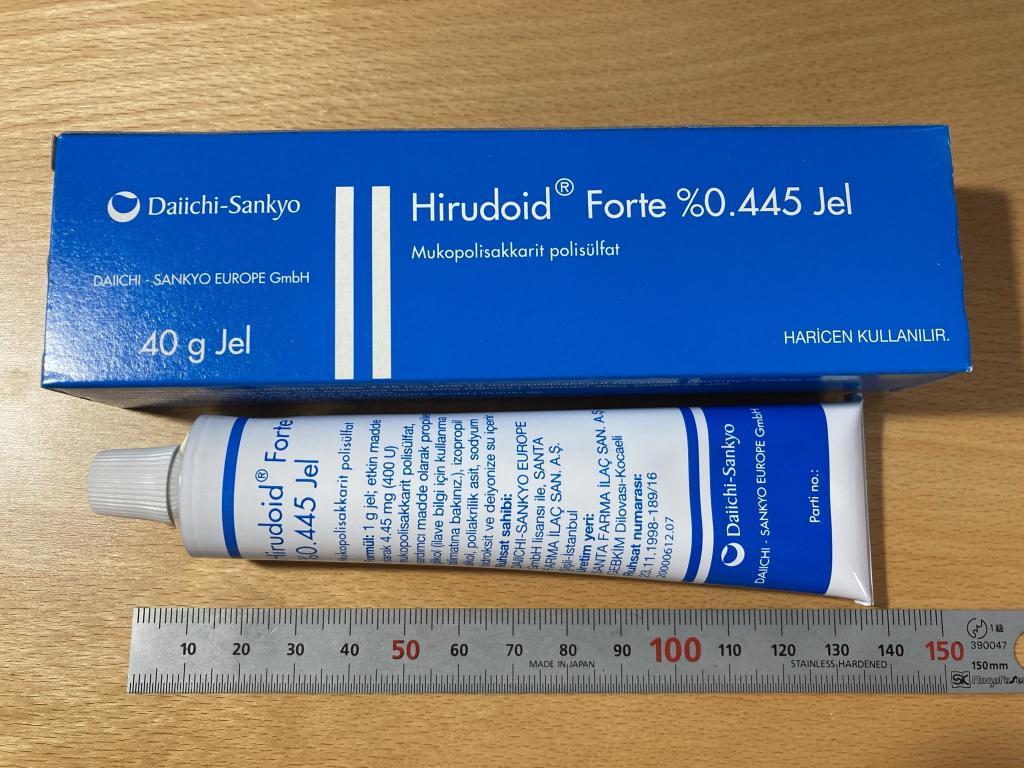 Daiichi-Sankyo
DAIICHI - SANKYO EUROPE GmbH
40 g Jel
Hirudoid® Forte %0.445 Jel
Mukopolisakkarit polisülfat
HARİCEN KULLANILIR.
Hirudoid® Forte
%0.445 Jel
Mukopolisakkarit polisülfat
Formül: 1 g jel; etkin madde
olarak 4.45 mg (400 U)
mukopolisakkarit polisülfat,
madde olarak propilen
(ilave bilgi için kullanma
talimatına bakınız.), izopropil
alkol, poliakrilik asit, sodyum
hidroksit ve deiyonize su içerir.
Ruhsat sahibi:
DAIICHI-SANKYO EUROPE
GmbH lisansı ile, SANTA
FARMA İLAÇ SAN. A.Ş.
Şişli-İstanbul
Üretim yeri:
SANTA FARMA İLAÇ SAN. A.Ş.
GEBKİM Dilovası-Kocaeli
Ruhsat numarası:
23.11.1998-1889/16
20000612.07
Daiichi-Sankyo
DAIICHI - SANKYO EUROPE GmbH
Parti no.:
10 20 30 40 50 60 70 80 90 100 110 120 130 140 150
MADE IN JAPAN
STAINLESS HARDENED
1級
390047
150mm
SK